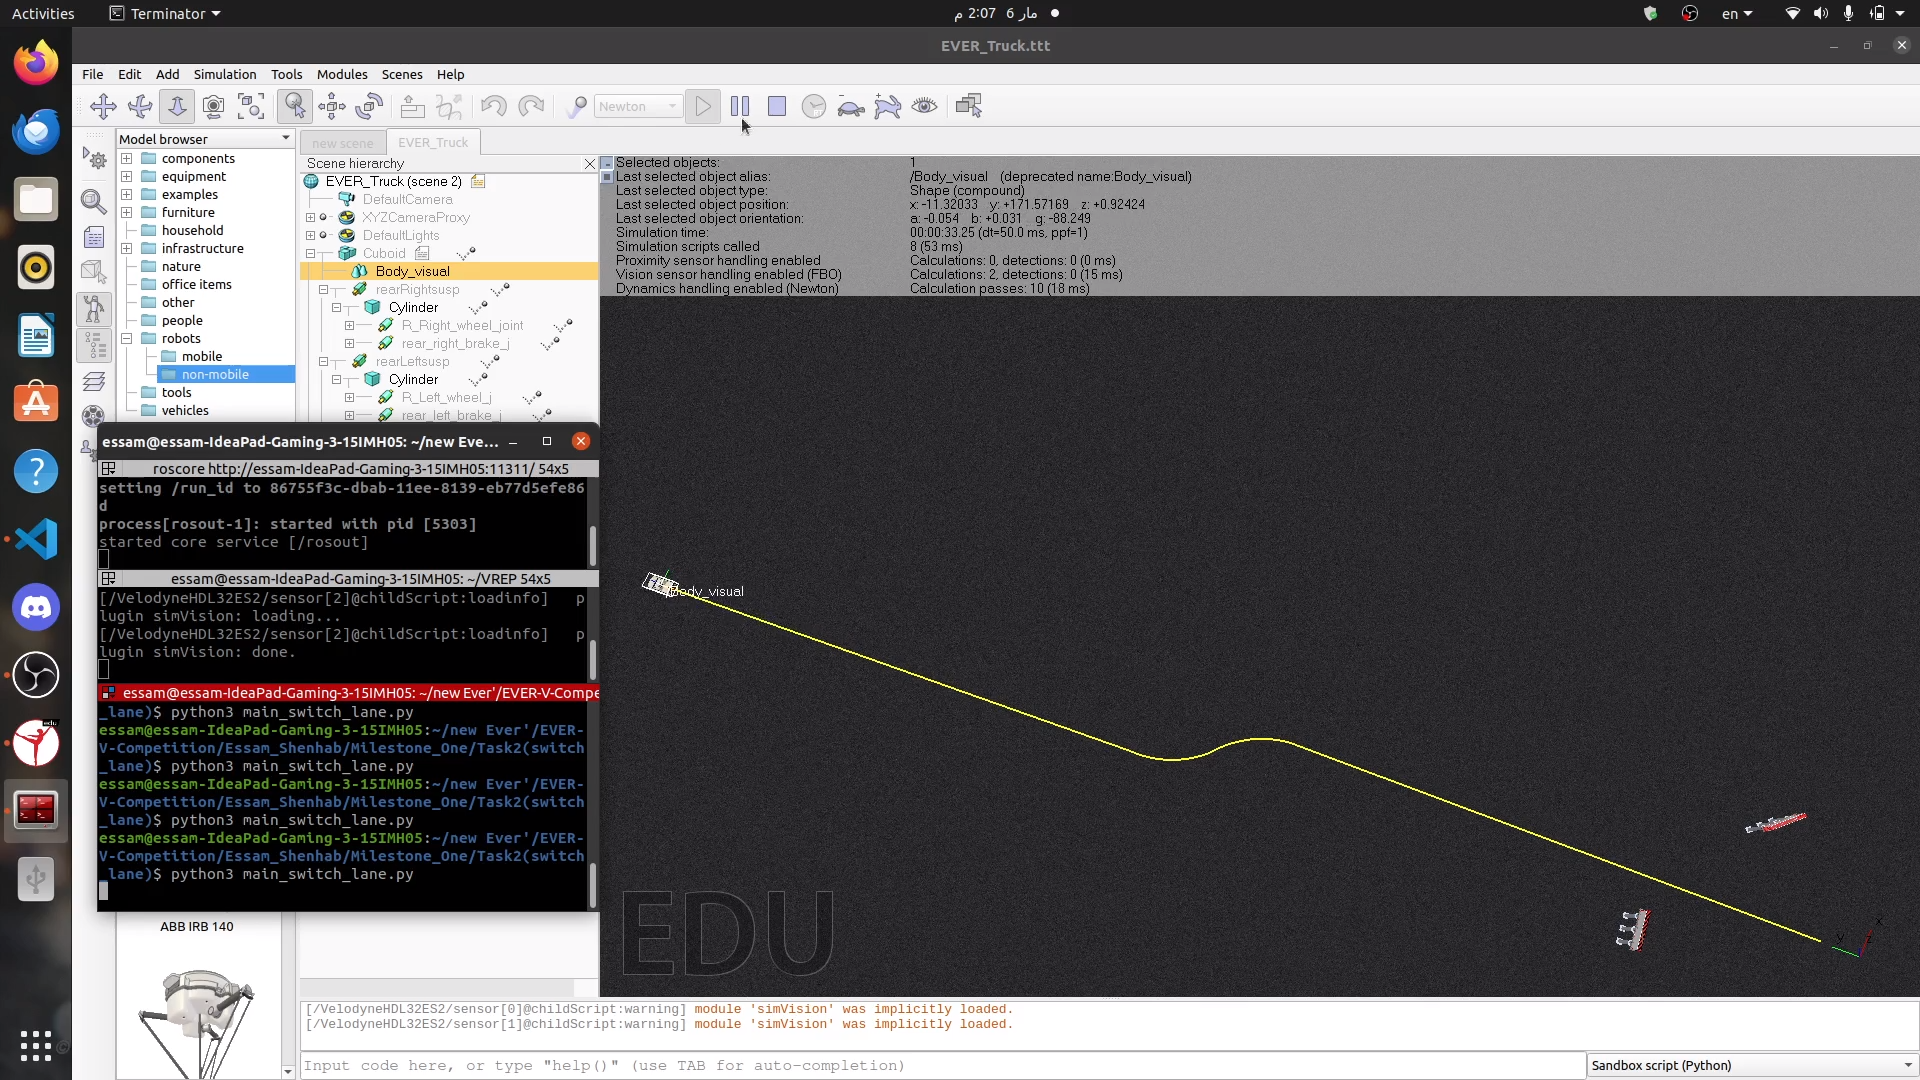 Activities
Terminator
مار 6 2:07 م
en
EVER_Truck.ttt
File Edit Add Simulation Tools Modules Scenes Help
Newton
Model browser
components
equipment
examples
furniture
household
infrastructure
nature
office items
other
people
robots
mobile
non-mobile
tools
vehicles
new scene
EVER_Truck
Scene hierarchy
EVER_Truck (scene 2)
DefaultCamera
XYZCameraProxy
DefaultLights
Cuboid
Body_visual
rearRightsusp
Cylinder
R_Right_wheel_joint
rear_right_brake_j
rearLeftsusp
Cylinder
R_Left_wheel_j
rear_left_brake_j
Selected objects: 1
Last selected object alias: /Body_visual (deprecated name:Body_visual)
Last selected object type: Shape (compound)
Last selected object position: x: -11.32033 y: +171.57169 z: +0.92424
Last selected object orientation: a: -0.054 b: +0.031 g: -88.249
Simulation time: 00:00:33.25 (dt=50.0 ms, ppf=1)
Simulation scripts called 8 (53 ms)
Proximity sensor handling enabled Calculations: 0, detections: 0 (0 ms)
Vision sensor handling enabled (FBO) Calculations: 2, detections: 0 (15 ms)
Dynamics handling enabled (Newton) Calculation passes: 10 (18 ms)
essam@essam-IdeaPad-Gaming-3-15IMH05: ~/new Eve...
roscore http://essam-IdeaPad-Gaming-3-15IMH05:11311/ 54x5
setting /run_id to 86755f3c-dbab-11ee-8139-eb77d5efe86
d
process[rosout-1]: started with pid [5303]
started core service [/rosout]
essam@essam-IdeaPad-Gaming-3-15IMH05: ~/VREP 54x5
[/VelodyneHDL32ES2/sensor[2]@childScript:loadinfo] p
lugin simVision: loading...
[/VelodyneHDL32ES2/sensor[2]@childScript:loadinfo] p
lugin simVision: done.
essam@essam-IdeaPad-Gaming-3-15IMH05: ~/new Ever'/EVER-V-Compe
_lane)$ python3 main_switch_lane.py
essam@essam-IdeaPad-Gaming-3-15IMH05:~/new Ever'/EVER-
V-Competition/Essam_Shenhab/Milestone_One/Task2(switch
_lane)$ python3 main_switch_lane.py
essam@essam-IdeaPad-Gaming-3-15IMH05:~/new Ever'/EVER-
V-Competition/Essam_Shenhab/Milestone_One/Task2(switch
_lane)$ python3 main_switch_lane.py
essam@essam-IdeaPad-Gaming-3-15IMH05:~/new Ever'/EVER-
V-Competition/Essam_Shenhab/Milestone_One/Task2(switch
_lane)$ python3 main_switch_lane.py
ABB IRB 140
Body_visual
EDU
x
y
z
[/VelodyneHDL32ES2/sensor[0]@childScript:warning] module 'simVision' was implicitly loaded.
[/VelodyneHDL32ES2/sensor[1]@childScript:warning] module 'simVision' was implicitly loaded.
Input code here, or type "help()" (use TAB for auto-completion)
Sandbox script (Python)